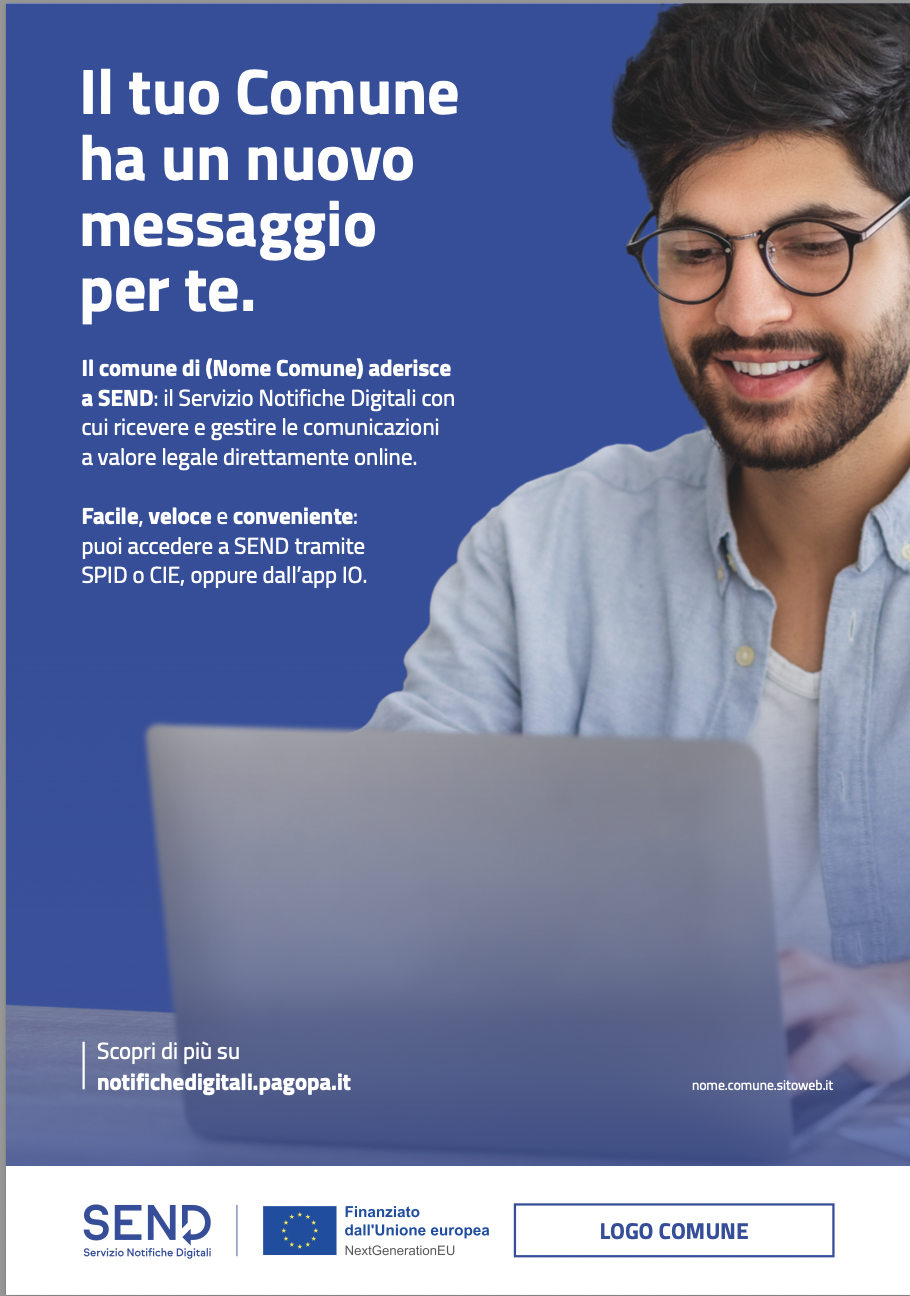 Il tuo Comune
ha un nuovo
messaggio
per te.
Il comune di (Nome Comune) aderisce
a SEND: il Servizio Notifiche Digitali con
cui ricevere e gestire le comunicazioni
a valore legale direttamente online.
Facile, veloce e conveniente:
puoi accedere a SEND tramite
SPID o CIE, oppure dall’app IO.
Scopri di più su
notifichedigitali.pagopa.it
nome.comune.sitoweb.it
SEND
Servizio Notifiche Digitali
Finanziato
dall'Unione europea
NextGenerationEU
LOGO COMUNE